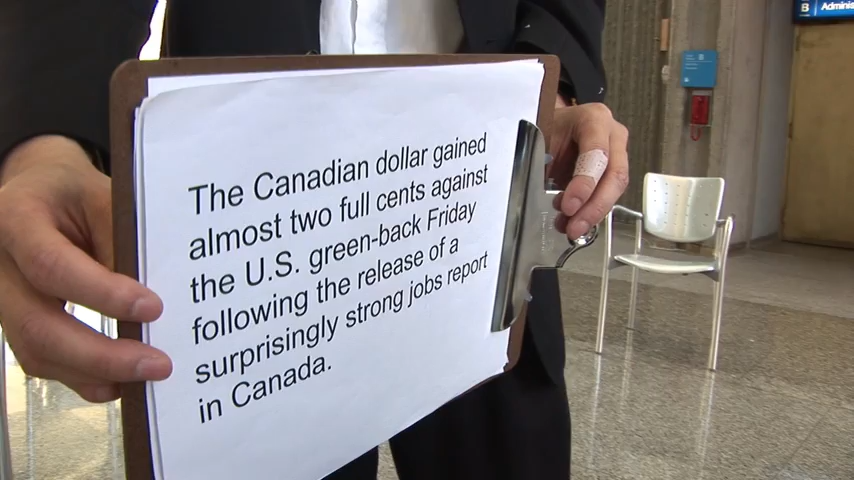 The Canadian dollar gained
almost two full cents against
the U.S. green-back Friday
following the release of a
surprisingly strong jobs report
in Canada.
B Adminis